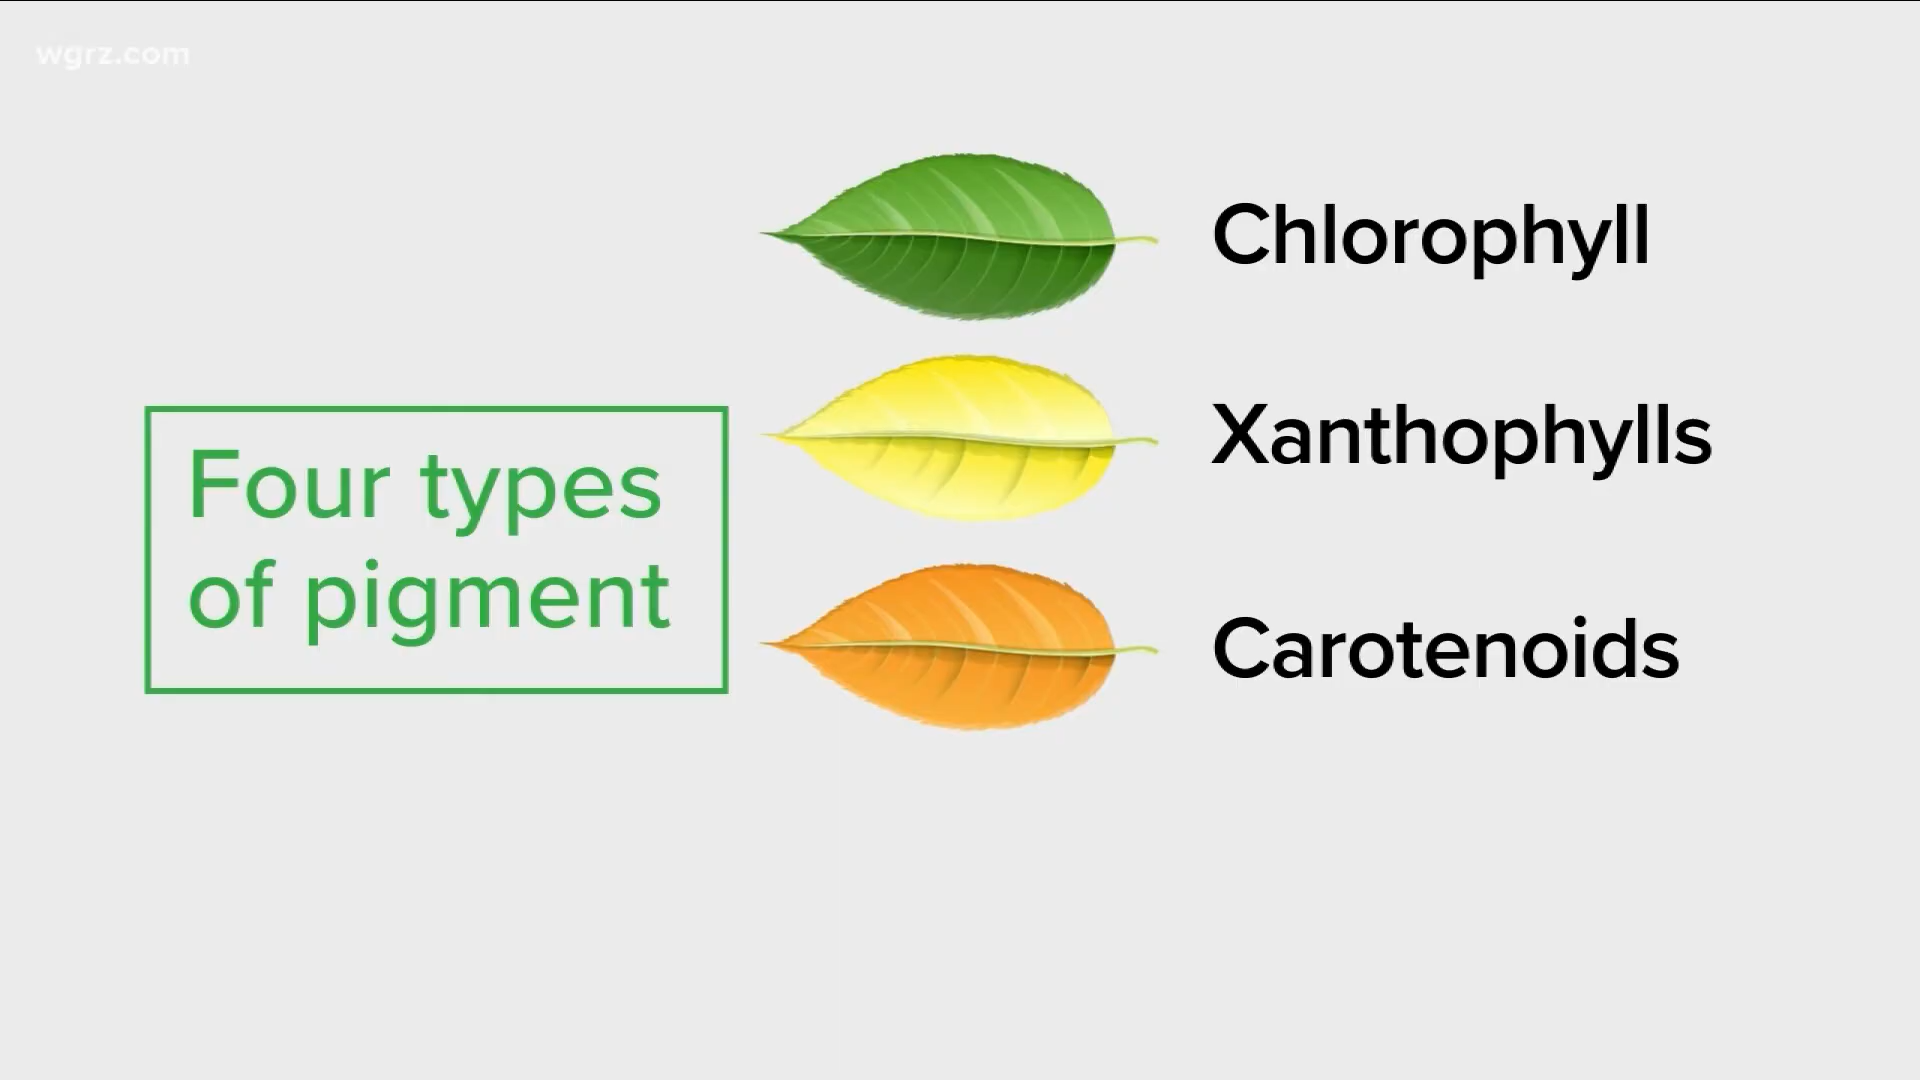 wgrz.com
Chlorophyll
Xanthophylls
Four types
of pigment
Carotenoids